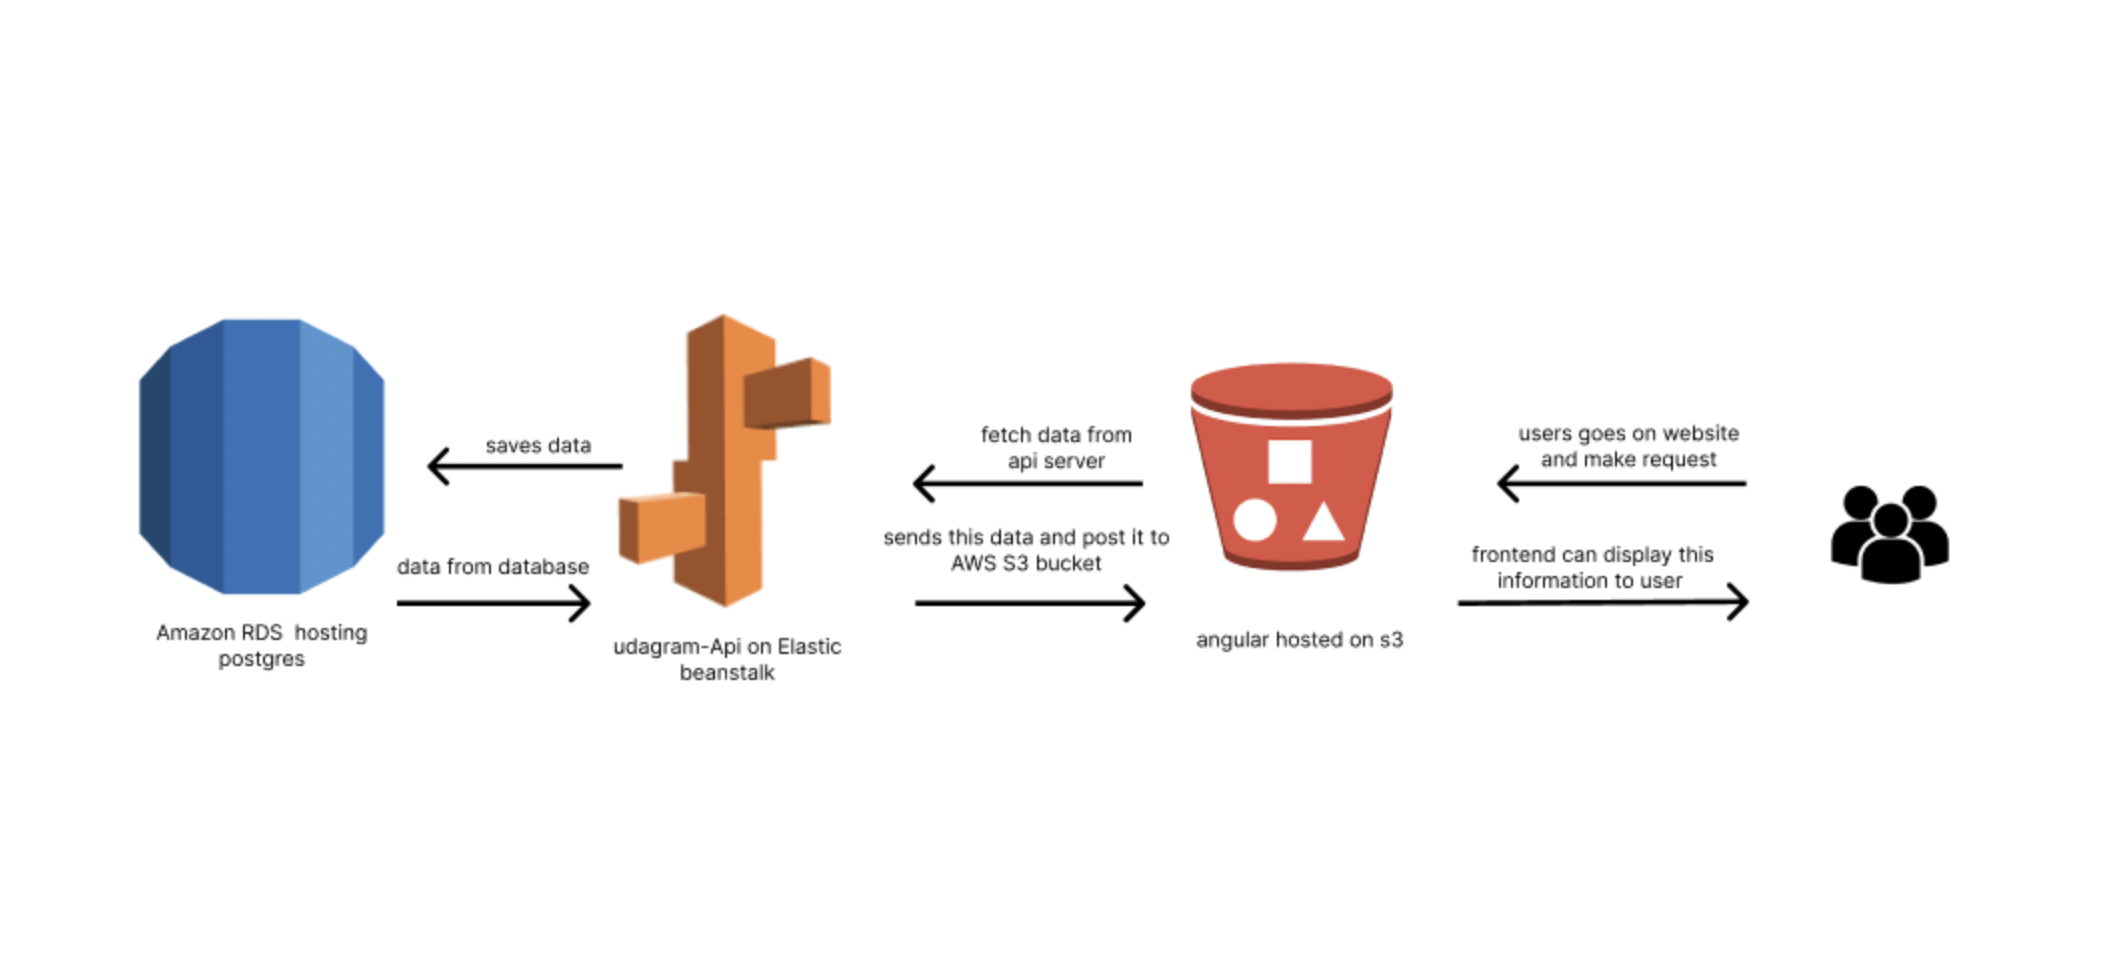 saves data
data from database
Amazon RDS  hosting
postgres
udagram-Api on Elastic
beanstalk
fetch data from
api server
sends this data and post it to
AWS S3 bucket
angular hosted on s3
users goes on website
and make request
frontend can display this
information to user